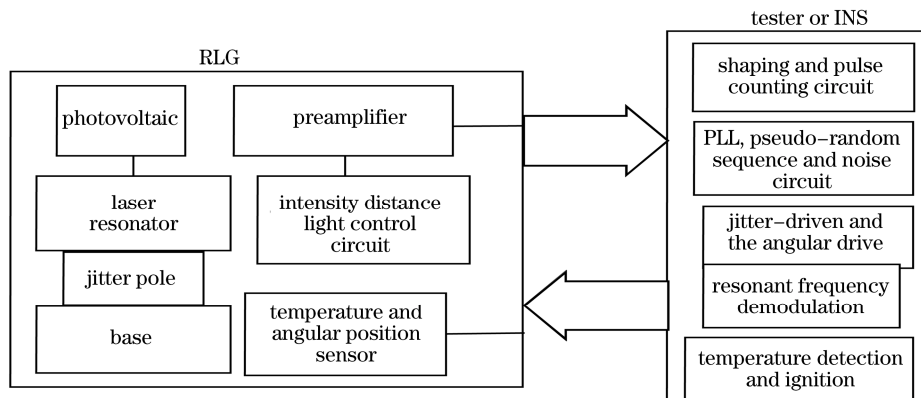 RLG
photovoltaic
preamplifier
laser
resonator
intensity distance
light control
circuit
jitter pole
base
temperature and
angular position
sensor
tester or INS
shaping and pulse
counting circuit
PLL, pseudo-random
sequence and noise
circuit
jitter-driven and
the angular drive
resonant frequency
demodulation
temperature detection
and ignition